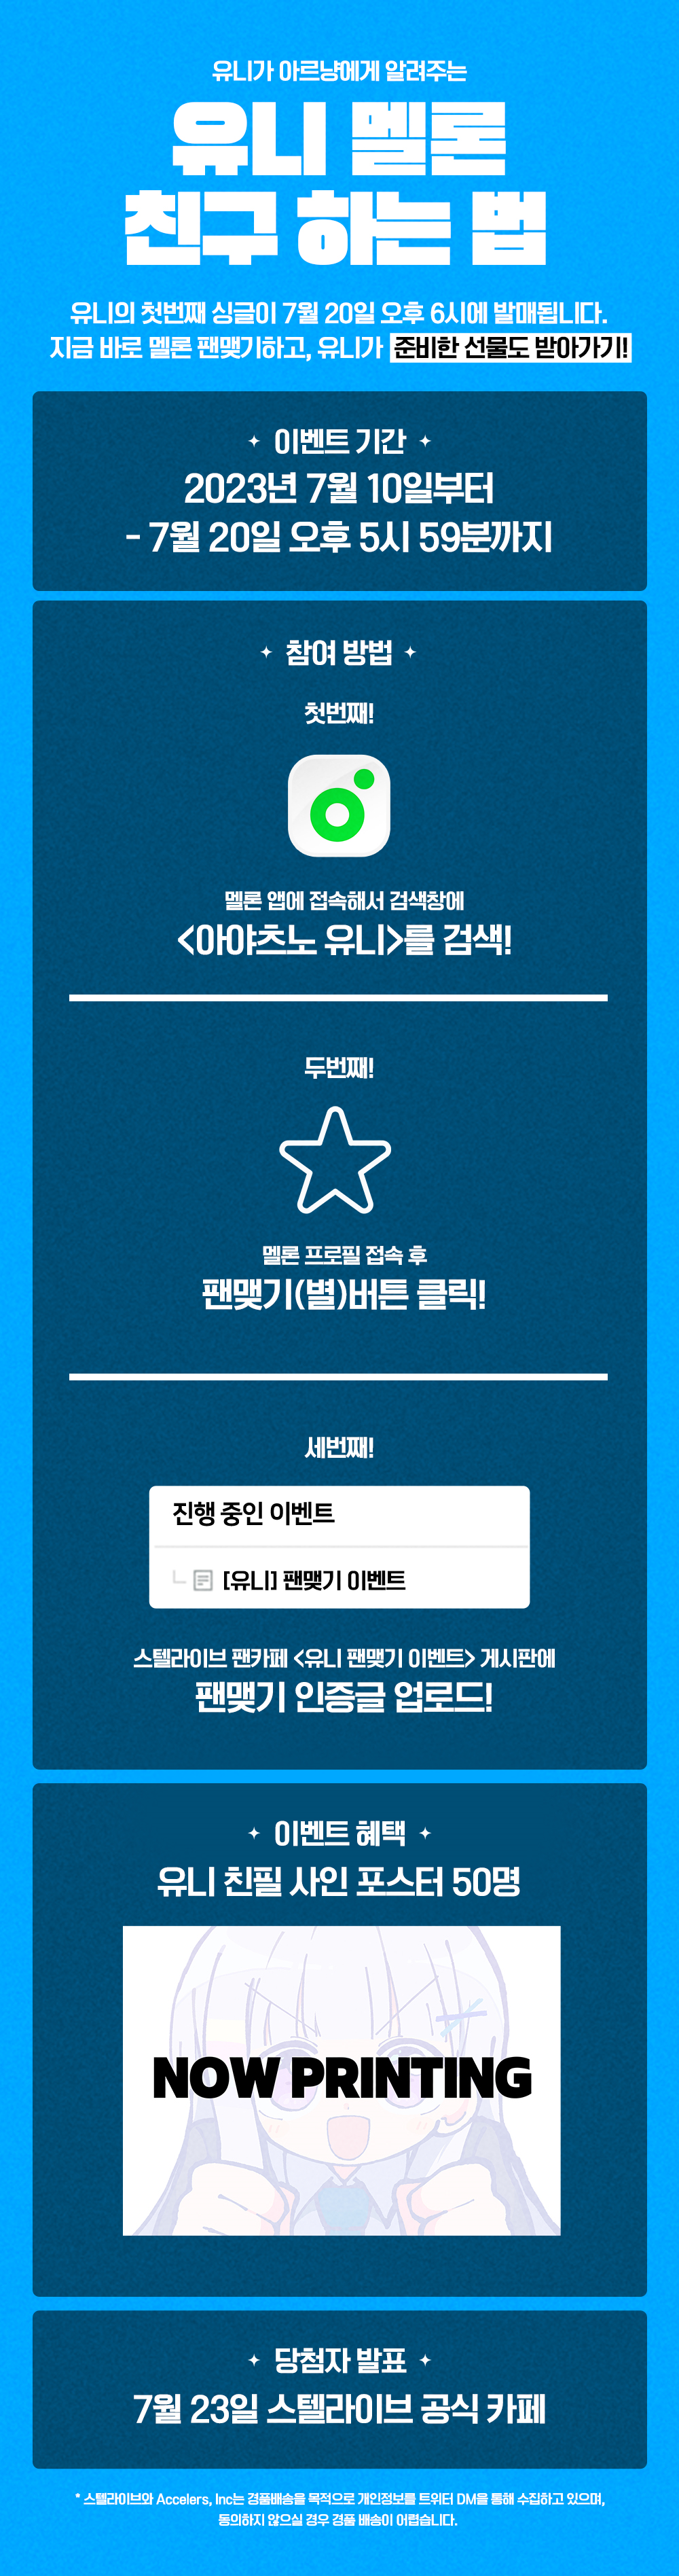 유니가 아르냥에게 알려주는
유니 멜론
친구 하는 법
유니의 첫번째 싱글이 7월 20일 오후 6시에 발매됩니다.
지금 바로 멜론 팬맺기하고, 유니가 준비한 선물도 받아가기!
이벤트 기간
2023년 7월 10일부터
- 7월 20일 오후 5시 59분까지
참여 방법
첫번째!
멜론 앱에 접속해서 검색창에
<아야츠노 유니>를 검색!
두번째!
멜론 프로필 접속 후
팬맺기(별)버튼 클릭!
세번째!
진행 중인 이벤트
[유니] 팬맺기 이벤트
스텔라이브 팬카페 <유니 팬맺기 이벤트> 게시판에
팬맺기 인증글 업로드!
이벤트 혜택
유니 친필 사인 포스터 50명
NOW PRINTING
당첨자 발표
7월 23일 스텔라이브 공식 카페
* 스텔라이브와 Accelers, Inc는 경품배송을 목적으로 개인정보를 트위터 DM을 통해 수집하고 있으며,
동의하지 않으실 경우 경품 배송이 어렵습니다.